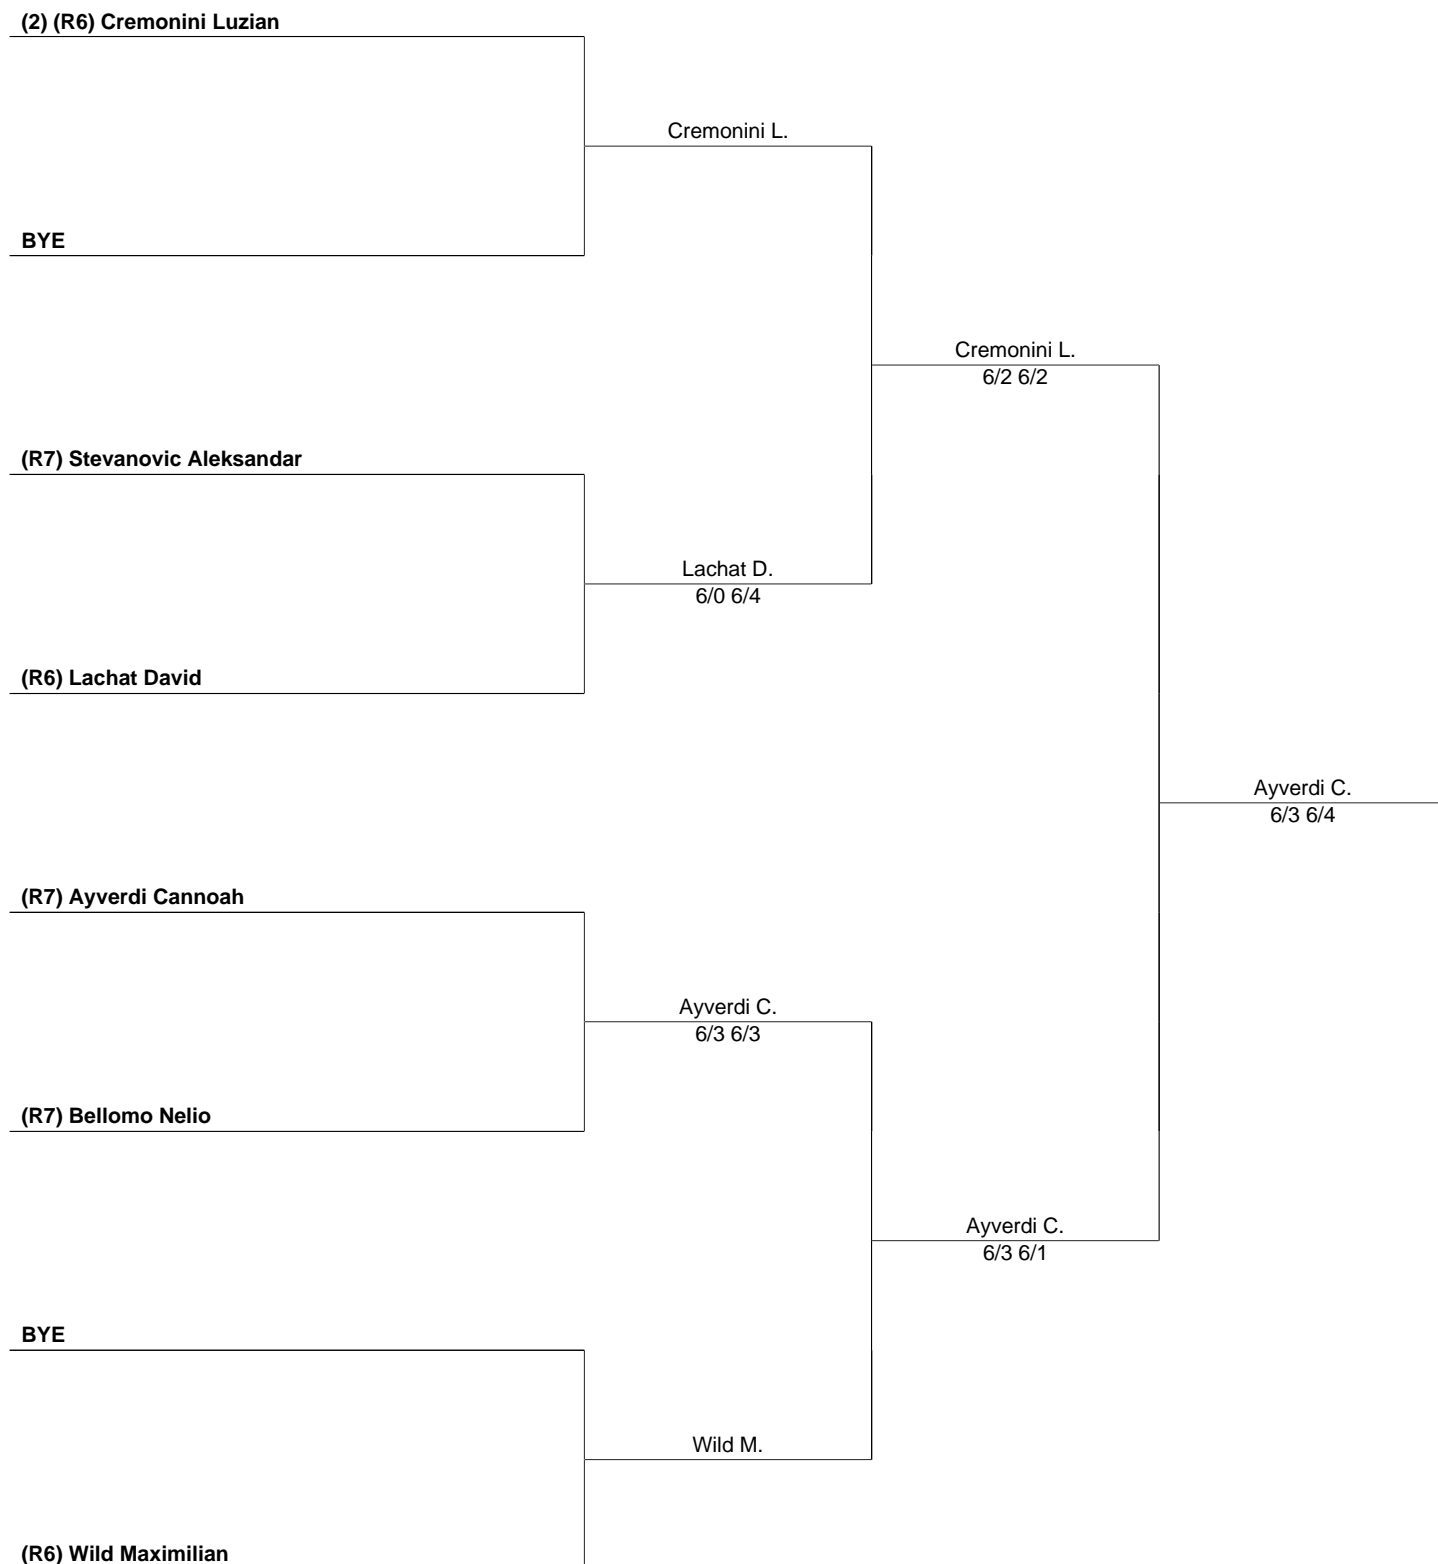 (2) (R6) Cremonini Luzian
Cremonini L.
BYE
Cremonini L.
6/2 6/2
(R7) Stevanovic Aleksandar
Lachat D.
6/0 6/4
(R6) Lachat David
Ayverdi C.
6/3 6/4
(R7) Ayverdi Cannoah
Ayverdi C.
6/3 6/3
(R7) Bellomo Nelio
Ayverdi C.
6/3 6/1
BYE
Wild M.
(R6) Wild Maximilian